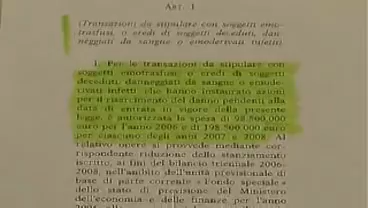 ART. 1
(Transazioni da stipulare con soggetti emo-
trasfusi, o eredi di soggetti deceduti, dan-
neggiati da sangue o emoderivati infetti)
1. Per le transazioni da stipulare con
soggetti emotrasfusi, o eredi di soggetti
deceduti, danneggiati da sangue o emode-
rivati infetti, che hanno instaurato azioni
per il risarcimento del danno pendenti alla
data di entrata in vigore della presente
legge, è autorizzata la spesa di 98.500.000
euro per l'anno 2006 e di 198.500.000 euro
per ciascuno degli anni 2007 e 2008. Al
relativo onere si provvede mediante cor-
rispondente riduzione dello stanziamento
iscritto, ai fini del bilancio triennale 2006-
2008, nell'ambito dell'unità previsionale di
base di parte corrente «Fondo speciale»
dello stato di previsione del Ministero
dell'economia e delle finanze per l'anno